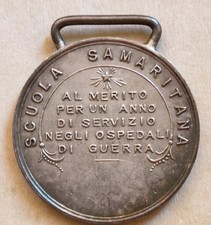 SCUOLA SAMARITANA
AL MERITO
PER UN ANNO
DI SERVIZIO
NEGLI OSPEDALI
DI GUERRA